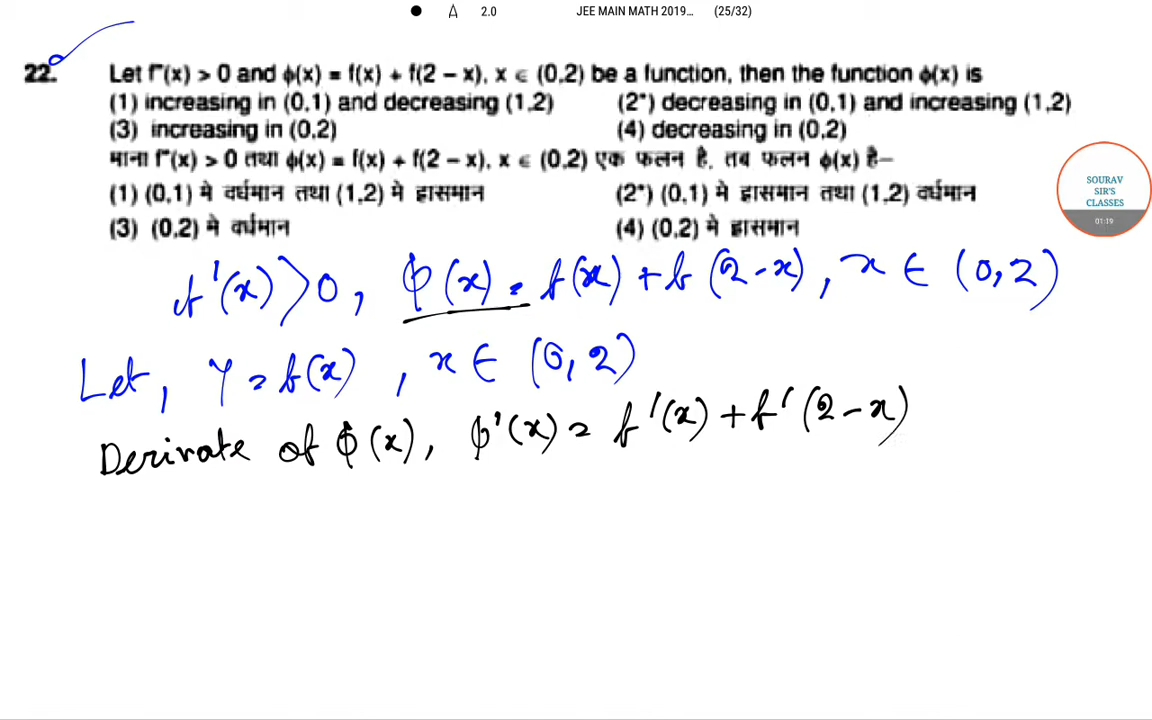 A 2.0 JEE MAIN MATH 2019... (25/32)
22. Let f''(x) > 0 and ϕ(x) = f(x) + f(2 – x), x ∈ (0,2) be a function, then the function ϕ(x) is
(1) increasing in (0,1) and decreasing (1,2) (2*) decreasing in (0,1) and increasing (1,2)
(3) increasing in (0,2) (4) decreasing in (0,2)
माना f''(x) > 0 तथा ϕ(x) = f(x) + f(2 – x), x ∈ (0,2) एक फलन है, तब फलन ϕ(x) है–
(1) (0,1) मे वर्धमान तथा (1,2) मे ह्रासमान (2*) (0,1) मे ह्रासमान तथा (1,2) वर्धमान
(3) (0,2) मे वर्धमान (4) (0,2) मे ह्रासमान
SOURAV
SIR'S
CLASSES
01:19
f'(x) > 0, ϕ(x) = f(x) + f(2-x), x ∈ (0,2)
Let, y = f(x), x ∈ (0,2)
Derivate of ϕ(x), ϕ'(x) = f'(x) + f'(2-x)